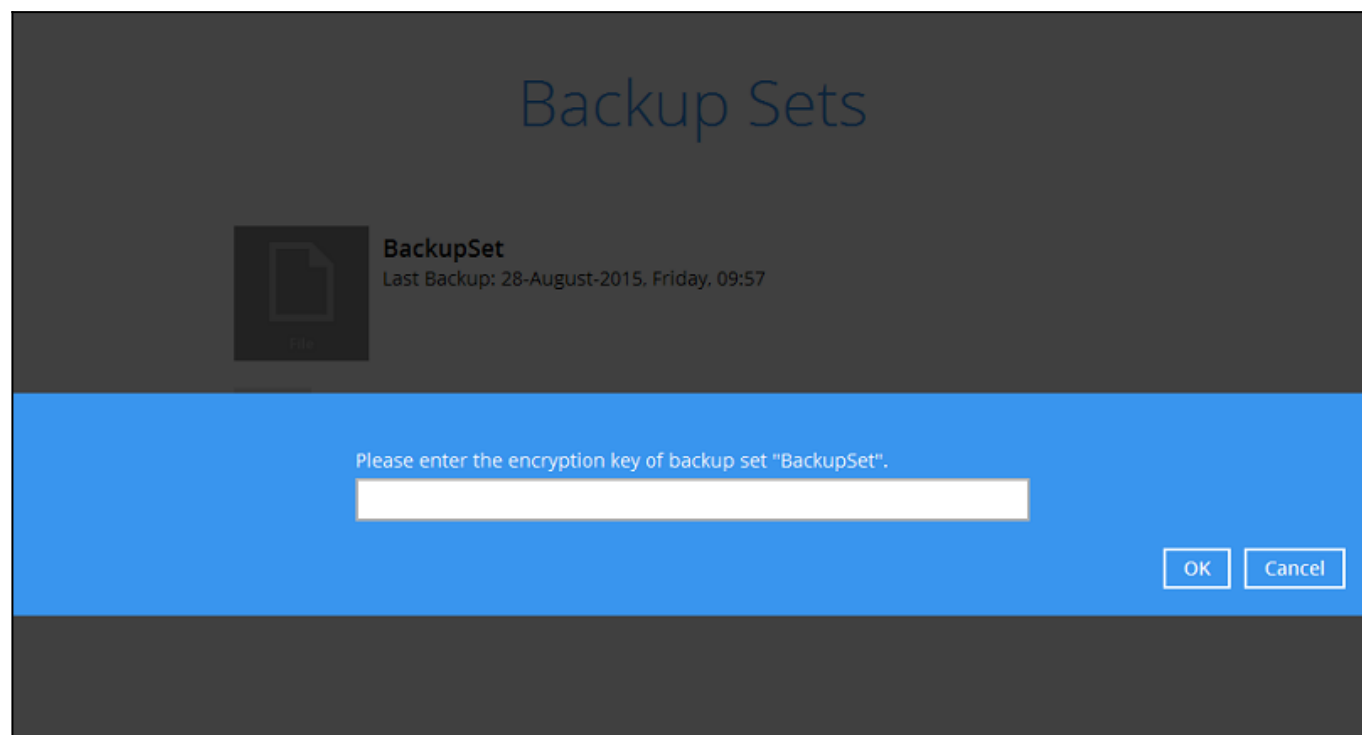 Backup Sets
BackupSet
Last Backup: 28-August-2015, Friday, 09:57
File
Please enter the encryption key of backup set "BackupSet".
OK
Cancel